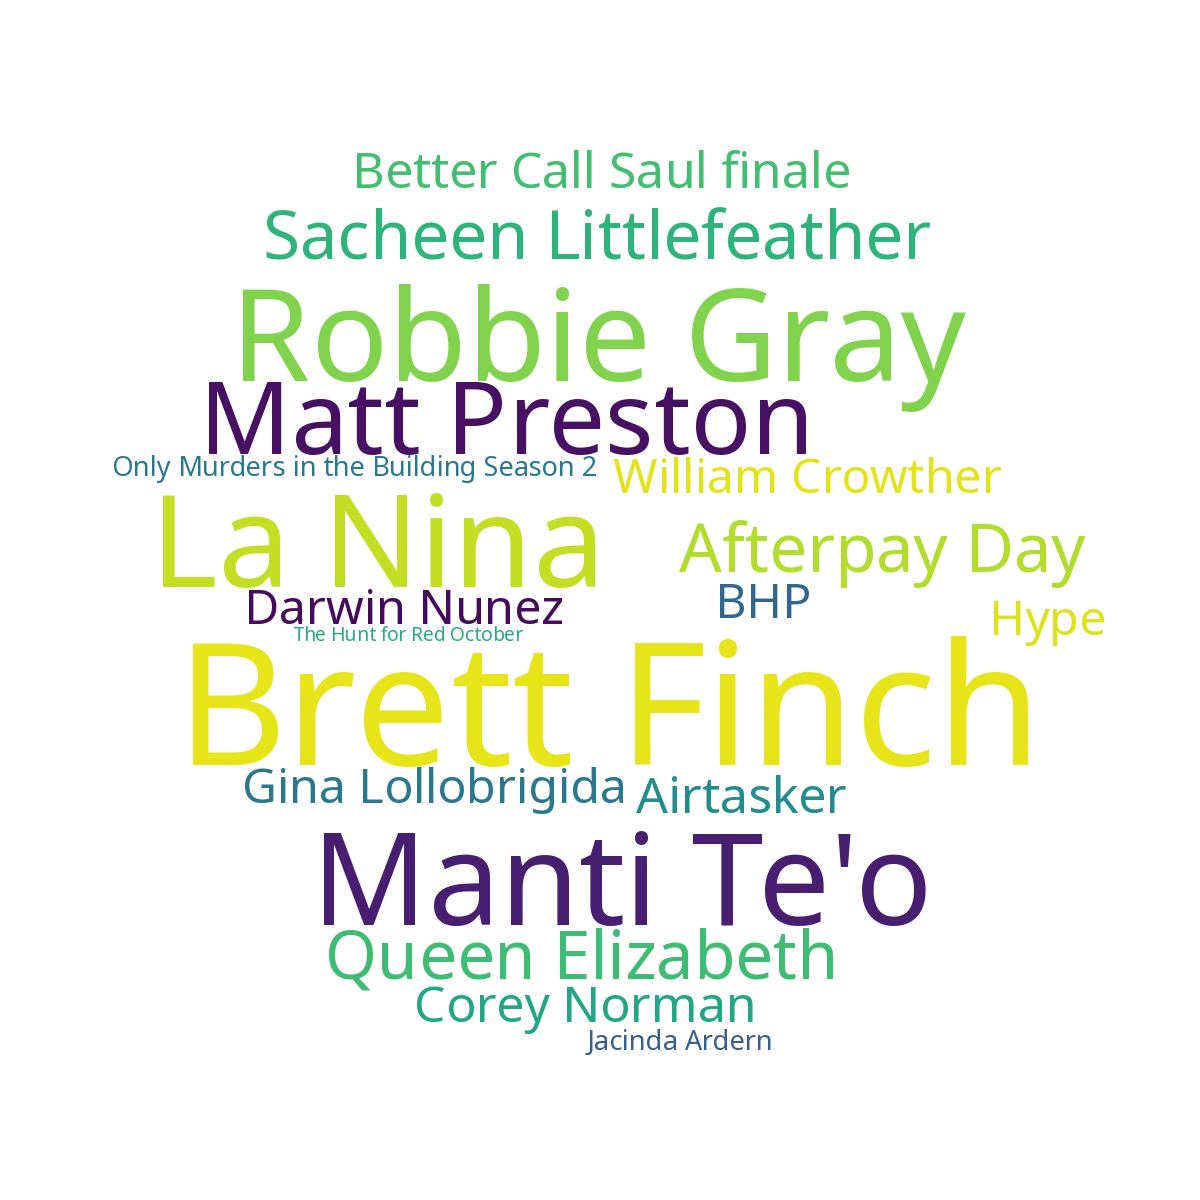 Better Call Saul finale
Sacheen Littlefeather
Robbie Gray
Matt Preston
Only Murders in the Building Season 2
William Crowther
La Nina
Afterpay Day
Darwin Nunez
BHP
Hype
The Hunt for Red October
Brett Finch
Gina Lollobrigida
Airtasker
Manti Te'o
Queen Elizabeth
Corey Norman
Jacinda Ardern